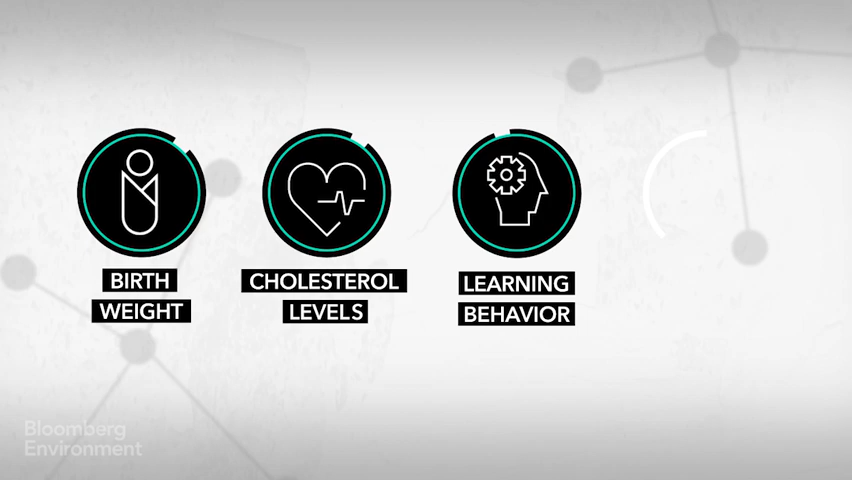 BIRTH
WEIGHT
CHOLESTEROL
LEVELS
LEARNING
BEHAVIOR
Bloomberg
Environment